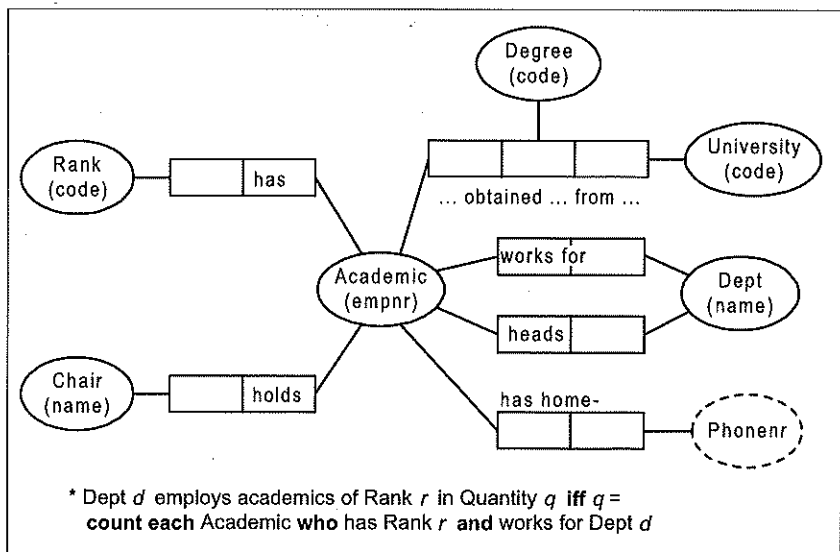 Degree
(code)
Rank
(code)
has
University
(code)
... obtained ... from ...
works for
Academic
(empnr)
Dept
(name)
heads
Chair
(name)
holds
has home-
Phonenr
* Dept d employs academics of Rank r in Quantity q iff q =
count each Academic who has Rank r and works for Dept d